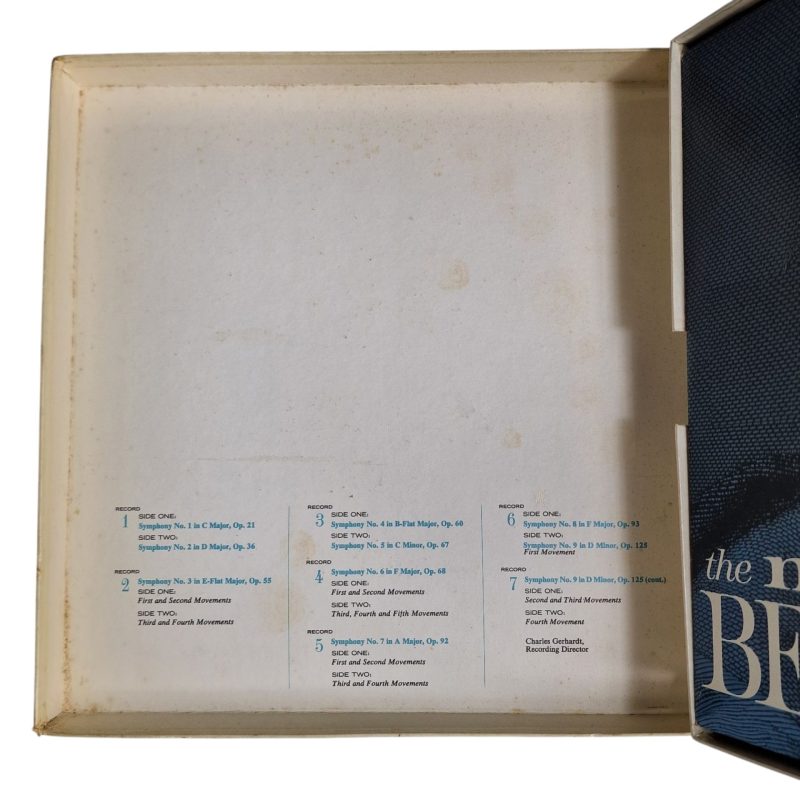 RECORD
1
SIDE ONE:
Symphony No. 1 in C Major, Op. 21
SIDE TWO:
Symphony No. 2 in D Major, Op. 36
RECORD
2
Symphony No. 3 in E-Flat Major, Op. 55
SIDE ONE:
First and Second Movements
SIDE TWO:
Third and Fourth Movements
RECORD
3
SIDE ONE:
Symphony No. 4 in B-Flat Major, Op. 60
SIDE TWO:
Symphony No. 5 in C Minor, Op. 67
RECORD
4
Symphony No. 6 in F Major, Op. 68
SIDE ONE:
First and Second Movements
SIDE TWO:
Third, Fourth and Fifth Movements
RECORD
5
Symphony No. 7 in A Major, Op. 92
SIDE ONE:
First and Second Movements
SIDE TWO:
Third and Fourth Movements
RECORD
6
SIDE ONE:
Symphony No. 8 in F Major, Op. 93
SIDE TWO:
Symphony No. 9 in D Minor, Op. 125
First Movement
RECORD
7
Symphony No. 9 in D Minor, Op. 125 (cont.)
SIDE ONE:
Second and Third Movements
SIDE TWO:
Fourth Movement
Charles Gerhardt,
Recording Director
the
BE